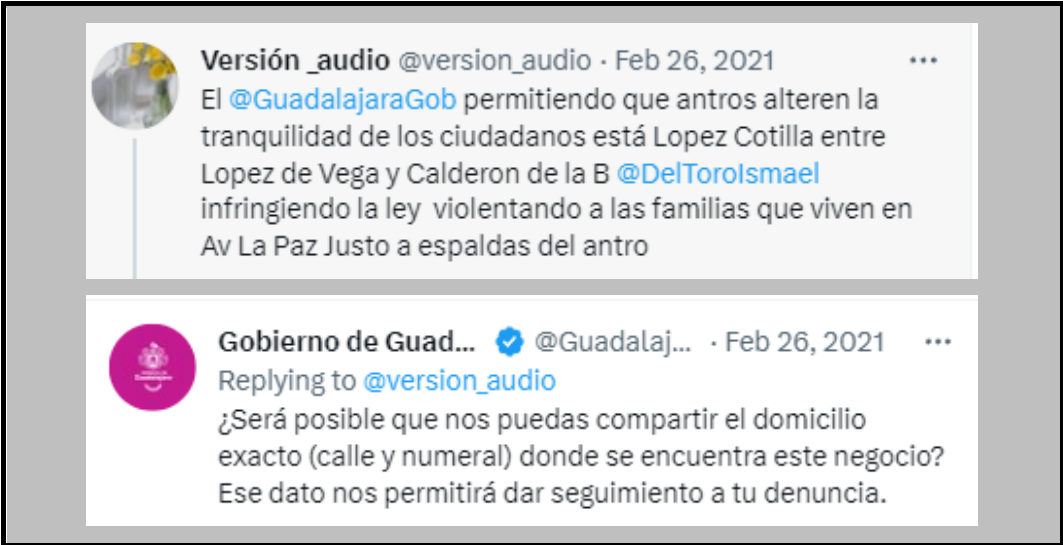 Versión _audio @version_audio · Feb 26, 2021 ...
El @GuadalajaraGob permitiendo que antros alteren la
tranquilidad de los ciudadanos está Lopez Cotilla entre
Lopez de Vega y Calderon de la B @DelToroIsmael
infringiendo la ley violentando a las familias que viven en
Av La Paz Justo a espaldas del antro
Gobierno de Guad... @Guadalaj... · Feb 26, 2021 ...
Replying to @version_audio
¿Será posible que nos puedas compartir el domicilio
exacto (calle y numeral) donde se encuentra este negocio?
Ese dato nos permitirá dar seguimiento a tu denuncia.